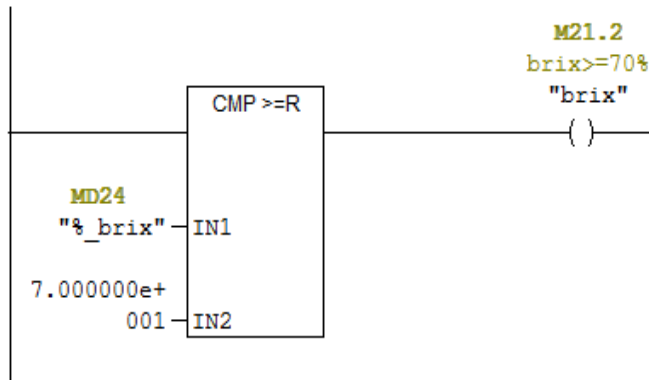 M21.2
brix>=70%
"brix"
CMP >=R
MD24
"%_brix"
IN1
7.000000e+
001
IN2